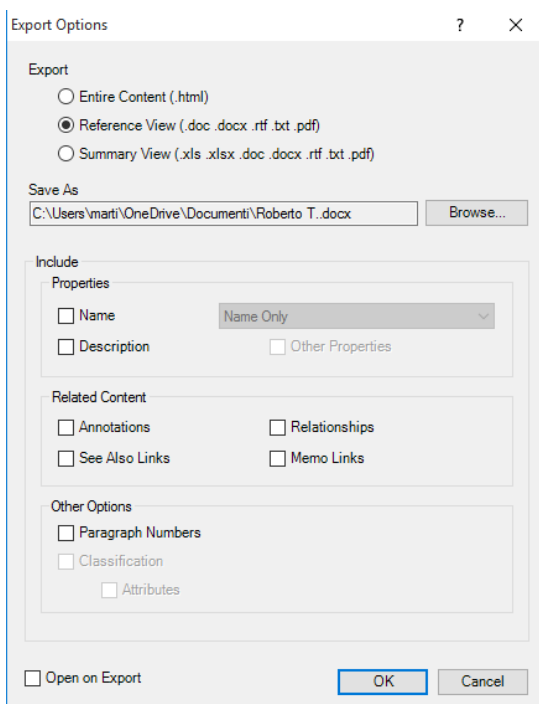 Export Options ?
Export
Entire Content (.html)
Reference View (.doc .docx .rtf .txt .pdf)
Summary View (.xls .xlsx .doc .docx .rtf .txt .pdf)
Save As
C:\Users\marti\OneDrive\Documenti\Roberto T..docx Browse...
Include
Properties
Name Name Only
Description Other Properties
Related Content
Annotations Relationships
See Also Links Memo Links
Other Options
Paragraph Numbers
Classification
Attributes
Open on Export OK Cancel